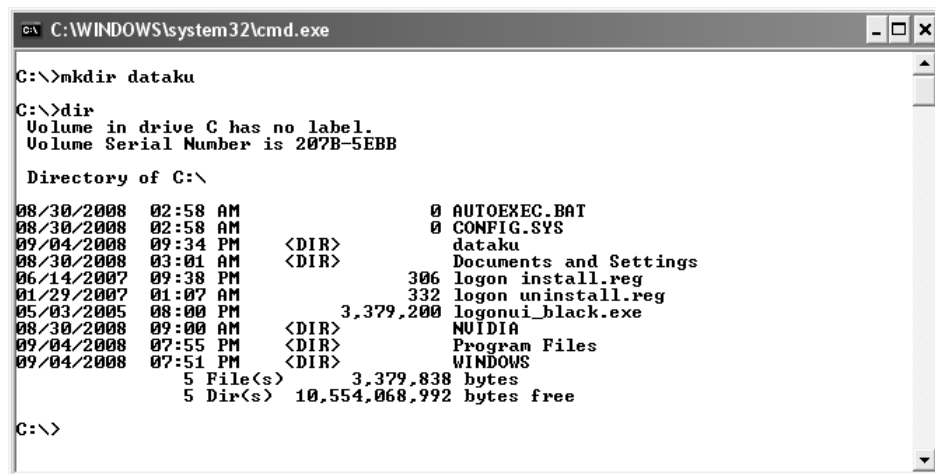 C:\WINDOWS\system32\cmd.exe
C:\>mkdir dataku
C:\>dir
 Volume in drive C has no label.
 Volume Serial Number is 207B-5EBB
 Directory of C:\
08/30/2008  02:58 AM                 0 AUTOEXEC.BAT
08/30/2008  02:58 AM                 0 CONFIG.SYS
09/04/2008  09:34 PM    <DIR>          dataku
08/30/2008  03:01 AM    <DIR>          Documents and Settings
06/14/2007  09:38 PM               306 logon install.reg
01/29/2007  01:07 AM               332 logon uninstall.reg
05/03/2005  08:00 PM         3,379,200 logonui_black.exe
08/30/2008  09:00 AM    <DIR>          NVIDIA
09/04/2008  07:55 PM    <DIR>          Program Files
09/04/2008  07:51 PM    <DIR>          WINDOWS
               5 File(s)      3,379,838 bytes
               5 Dir(s)  10,554,068,992 bytes free
C:\>